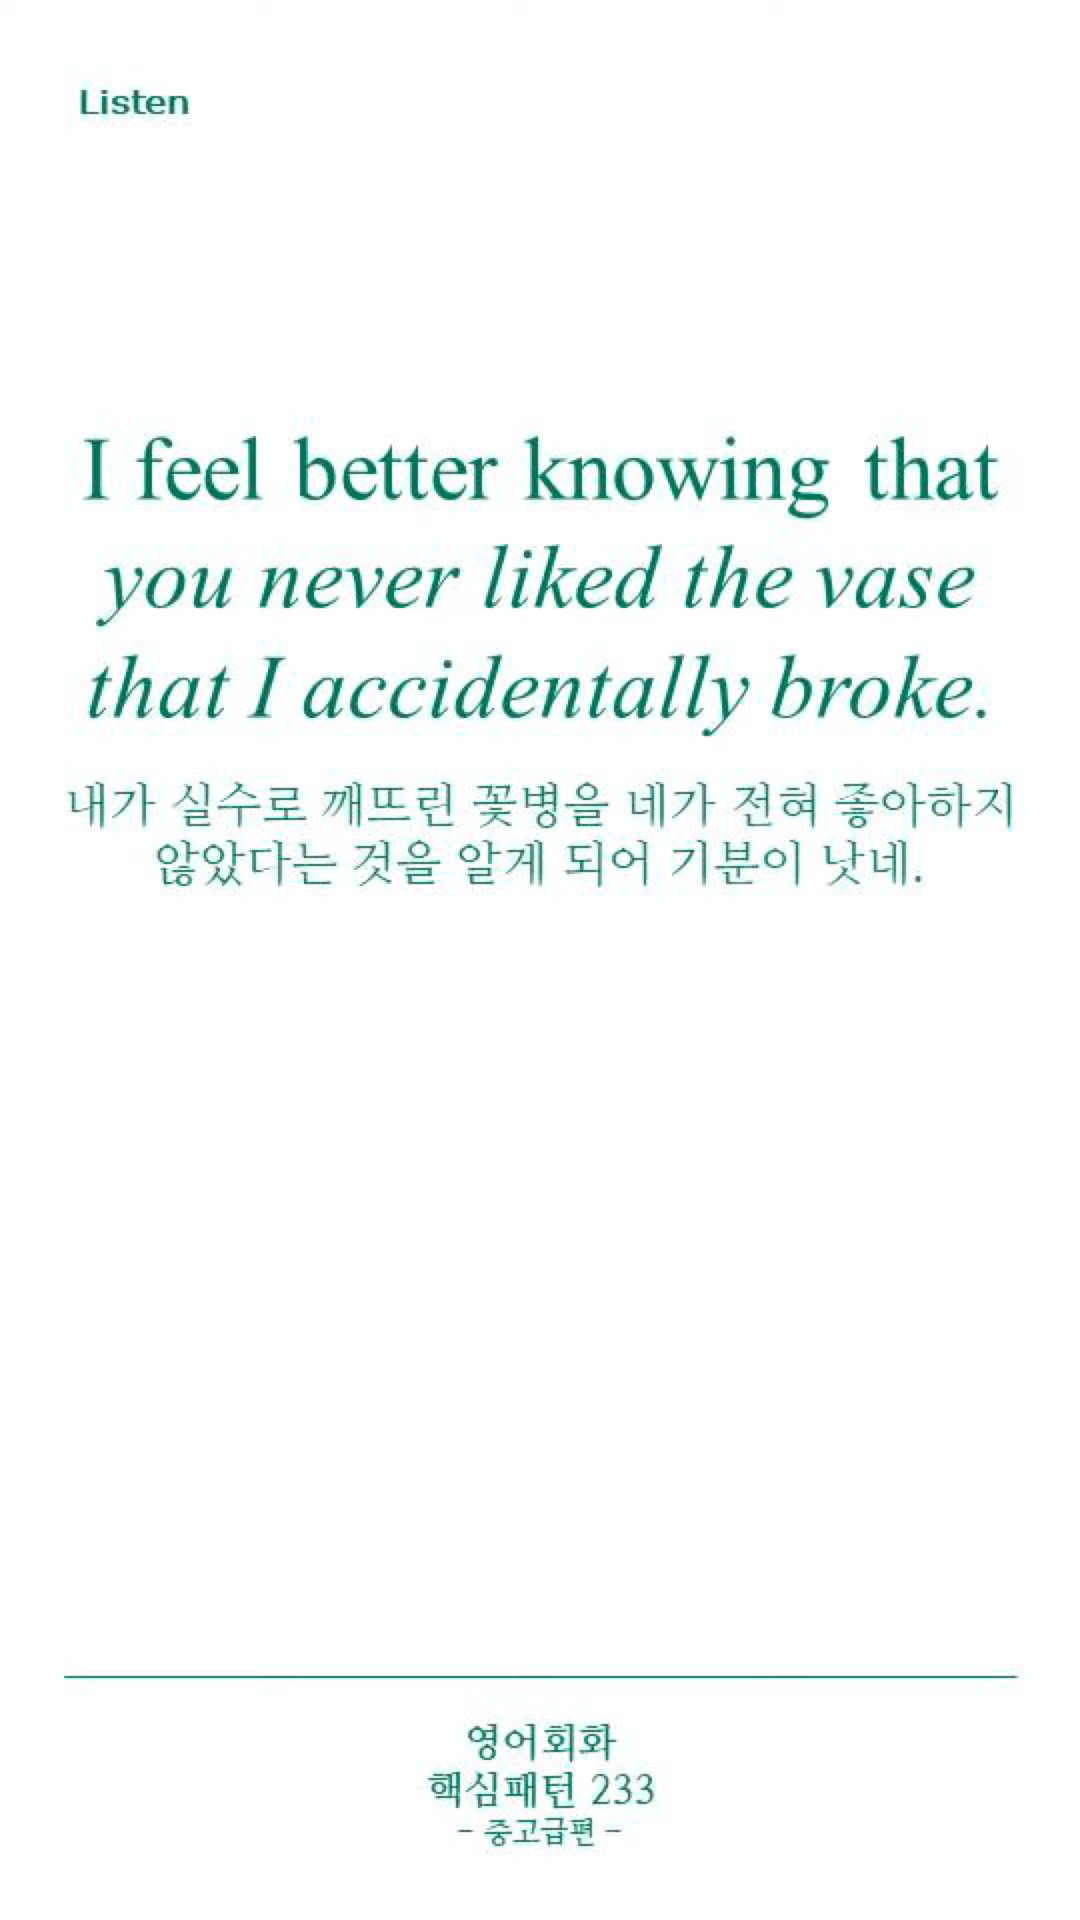 Listen
I feel better knowing that
you never liked the vase
that I accidentally broke.
내가 실수로 깨뜨린 꽃병을 네가 전혀 좋아하지
않았다는 것을 알게 되어 기분이 낫네.
영어회화
핵심패턴 233
- 중고급편 -